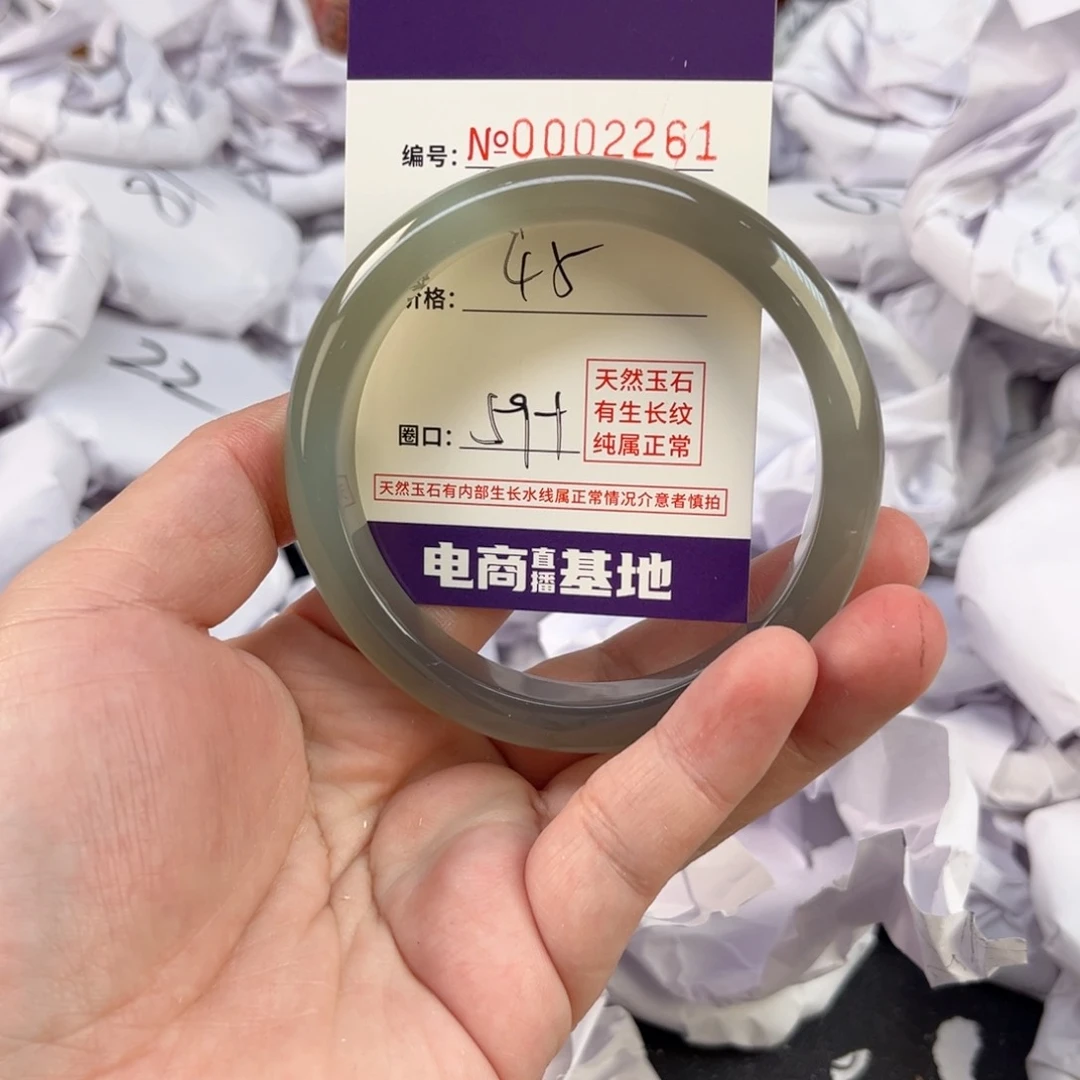 编号: №0002261
价格: 48
圈口: 59+
天然玉石
有生长纹
纯属正常
天然玉石有内部生长水线属正常情况介意者慎拍
电商直播基地
22